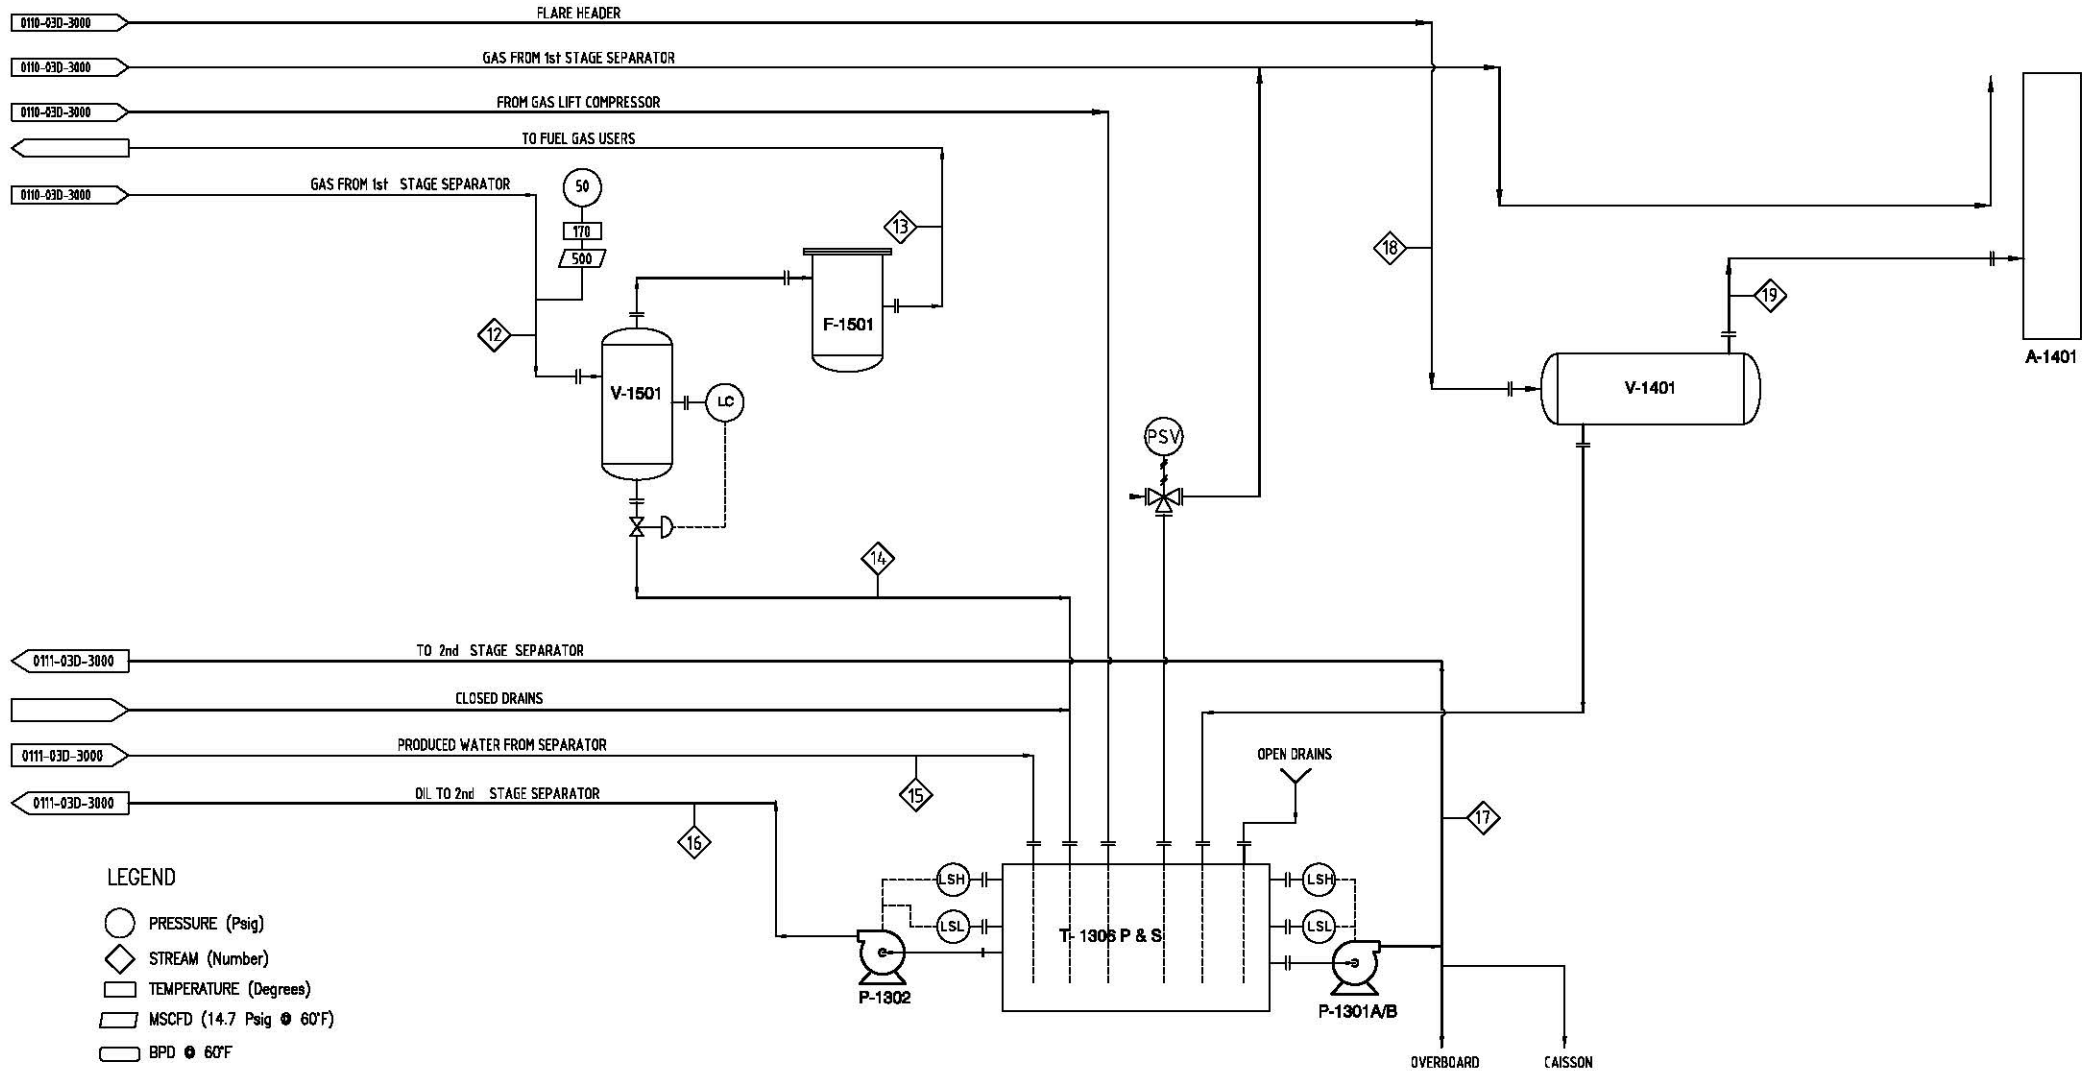 FLARE HEADER
0110-03D-3000
GAS FROM 1st STAGE SEPARATOR
0110-03D-3000
FROM GAS LIFT COMPRESSOR
0110-03D-3000
TO FUEL GAS USERS
GAS FROM 1st STAGE SEPARATOR
0110-03D-3000
50
170
500
13
18
12
19
F-1501
V-1501
LC
V-1401
A-1401
PSV
14
TO 2nd STAGE SEPARATOR
0111-03D-3000
CLOSED DRAINS
PRODUCED WATER FROM SEPARATOR
0111-03D-3000
OPEN DRAINS
OIL TO 2nd STAGE SEPARATOR
0111-03D-3000
15
16
17
LSH
LSL
LSH
LSL
T- 1306 P & S
P-1302
P-1301A/B
OVERBOARD
CAISSON
LEGEND
PRESSURE (Psig)
STREAM (Number)
TEMPERATURE (Degrees)
MSCFD (14.7 Psig @ 60°F)
BPD @ 60°F